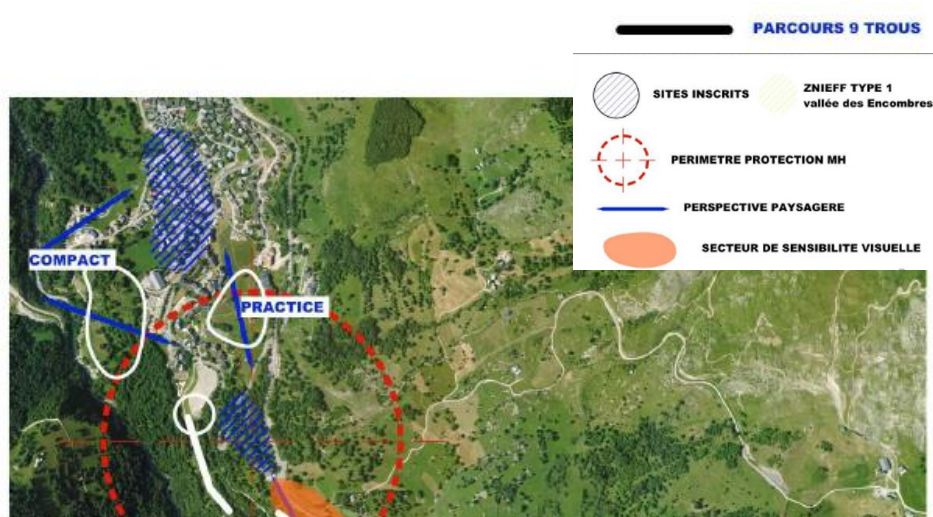 PARCOURS 9 TROUS
SITES INSCRITS
ZNIEFF TYPE 1
vallée des Encombres
PERIMETRE PROTECTION MH
PERSPECTIVE PAYSAGERE
SECTEUR DE SENSIBILITE VISUELLE
COMPACT
PRACTICE